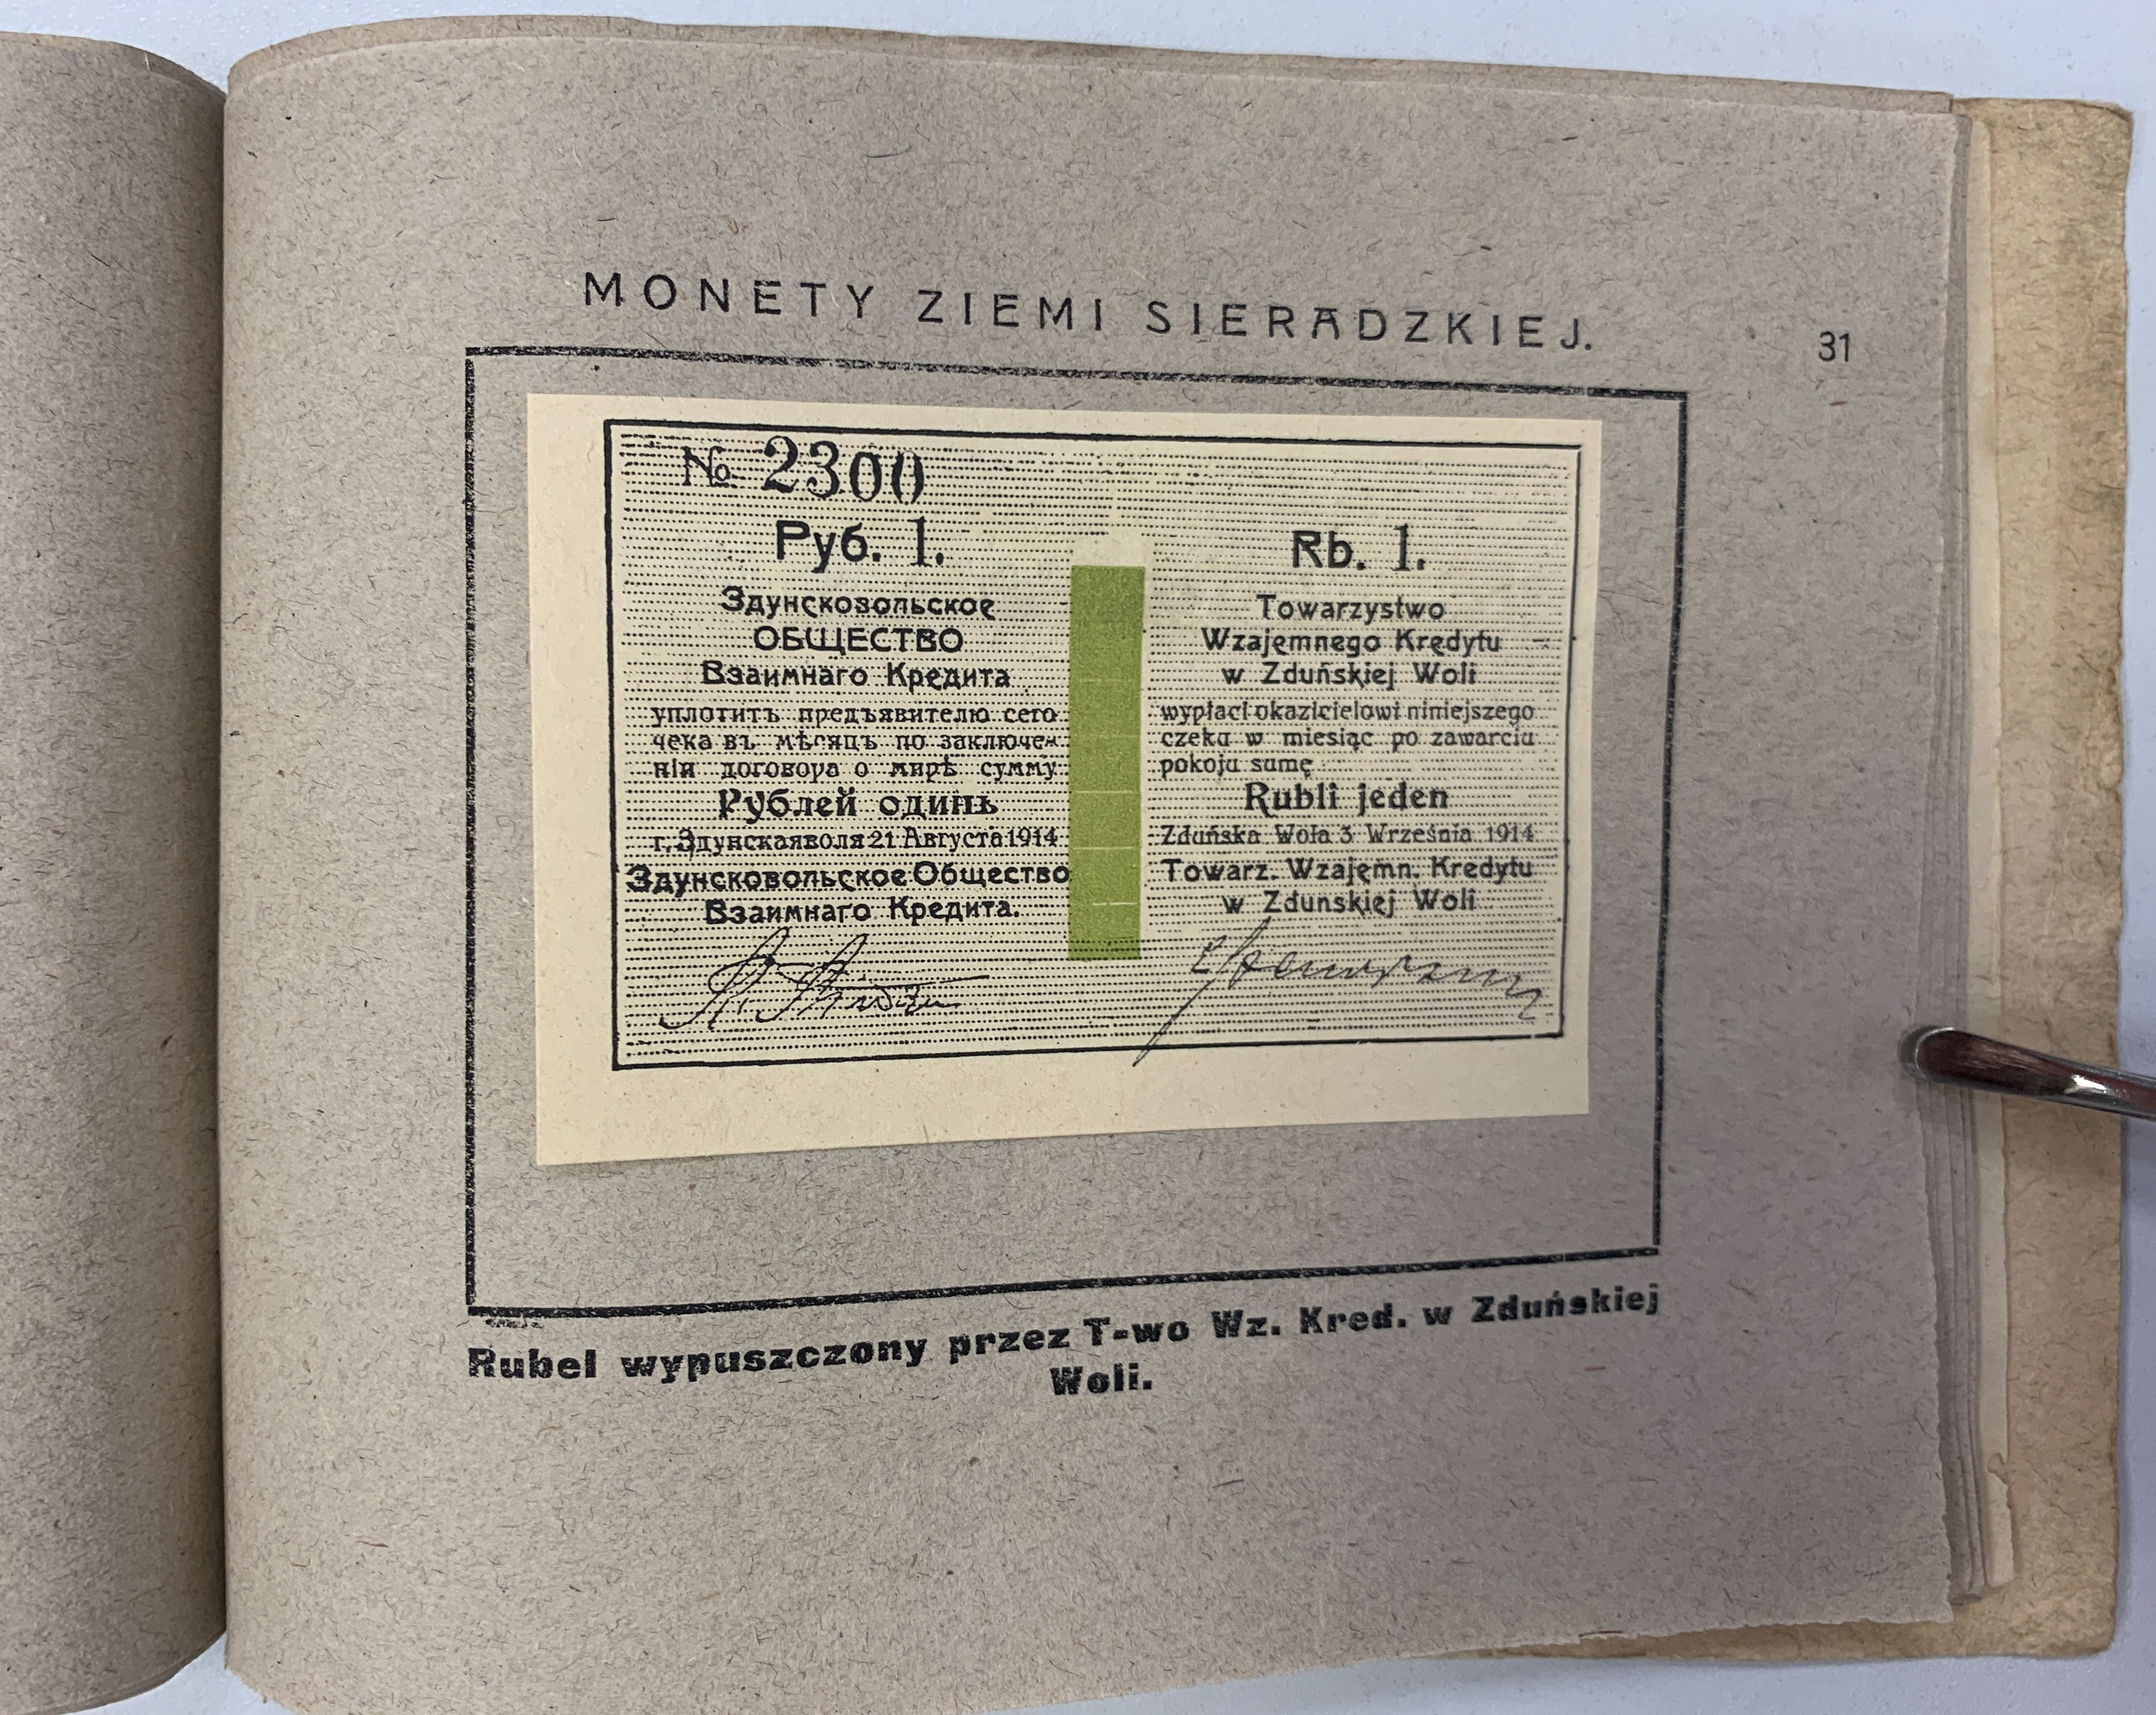 MONETY ZIEMI SIERADZKIEJ.
31
№ 2300
Руб. 1.
Здунсковольское
ОБЩЕСТВО
Взаимнаго Кредита
уплотитъ предъявителю сего
чека въ мѣсяцъ по заключе-
нія договора о мирѣ сумму
Рублей одинъ
г. Здунскаяволя 21 Августа 1914
Здунсковольское Общество
Взаимнаго Кредита.
Rb. 1.
Towarzystwo
Wzajemnego Kredytu
w Zduńskiej Woli
wypłaci okazicielowi niniejszego
czeku w miesiąc po zawarciu
pokoju sumę
Rubli jeden
Zduńska Wola 3 Września 1914
Towarz. Wzajemn. Kredytu
w Zduńskiej Woli
Rubel wypuszczony przez T-wo Wz. Kred. w Zduńskiej
Woli.